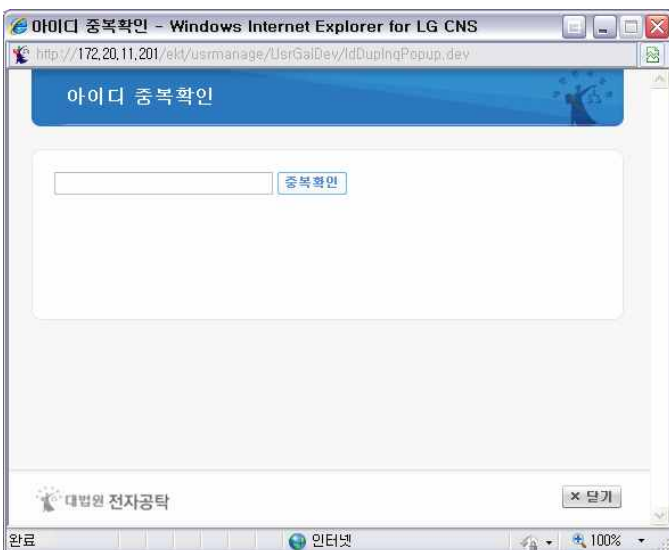 아이디 중복확인 - Windows Internet Explorer for LG CNS
http://172.20.11.201/ekt/usrmanage/UsrGaiDev/IdDupInqPopup.dev
아이디 중복확인
중복확인
대법원 전자공탁
× 닫기
완료
인터넷
100%